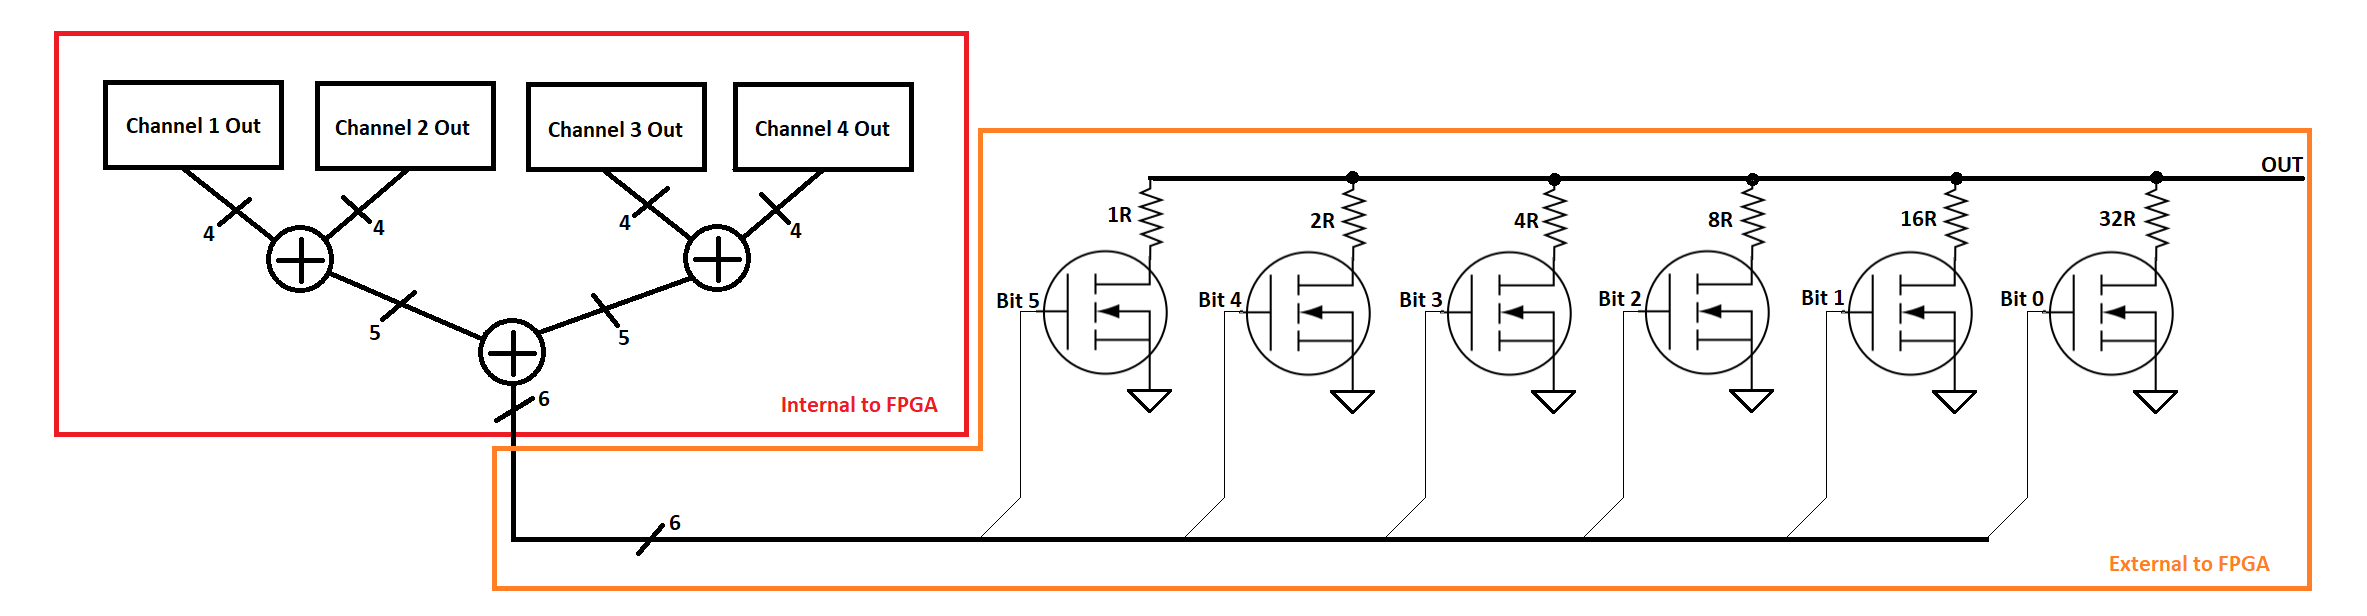 Channel 1 Out
Channel 2 Out
Channel 3 Out
Channel 4 Out
4
4
4
4
5
5
6
Internal to FPGA
OUT
1R
2R
4R
8R
16R
32R
Bit 5
Bit 4
Bit 3
Bit 2
Bit 1
Bit 0
6
External to FPGA